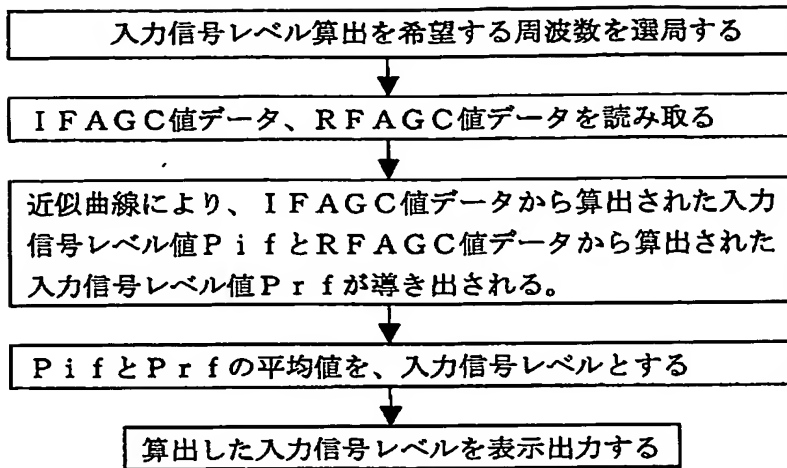 入力信号レベル算出を希望する周波数を選局する
ＩＦＡＧＣ値データ、ＲＦＡＧＣ値データを読み取る
近似曲線により、ＩＦＡＧＣ値データから算出された入力
信号レベル値ＰｉｆとＲＦＡＧＣ値データから算出された
入力信号レベル値Ｐｒｆが導き出される。
ＰｉｆとＰｒｆの平均値を、入力信号レベルとする
算出した入力信号レベルを表示出力する